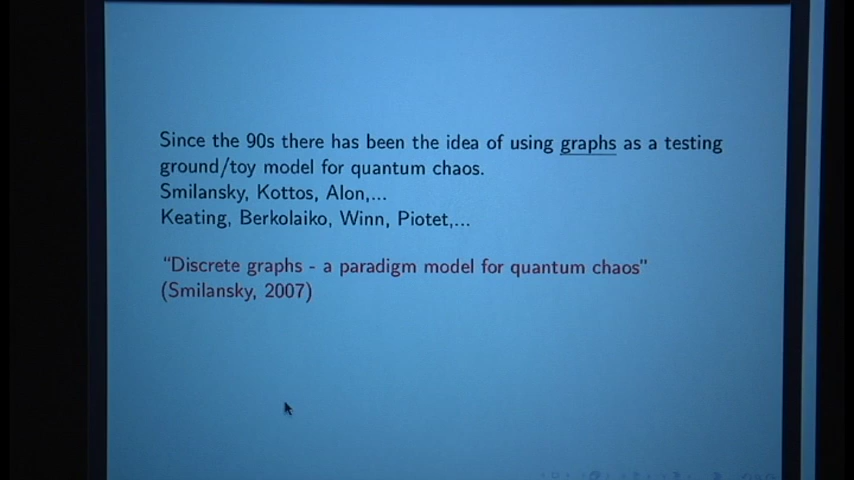 Since the 90s there has been the idea of using graphs as a testing
ground/toy model for quantum chaos.
Smilansky, Kottos, Alon,...
Keating, Berkolaiko, Winn, Piotet,...
“Discrete graphs - a paradigm model for quantum chaos”
(Smilansky, 2007)